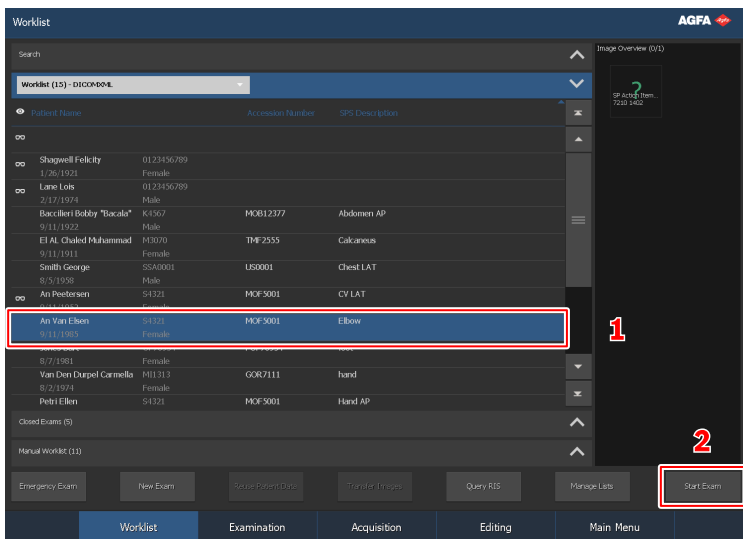 Worklist
AGFA
Search
Image Overview (0/1)
Worklist (15) - DICOMXML
SP Action Item...
7210 1402
Patient Name Accession Number SPS Description
Shagwell Felicity 0123456789
1/26/1921 Female
Lane Lois 0123456789
2/17/1974 Male
Baccilieri Bobby "Bacala" K4567 MOB12377 Abdomen AP
9/11/1922 Male
El AL Chaled Muhammad M3070 TMF2555 Calcaneus
9/11/1911 Female
Smith George SSA0001 US0001 Chest LAT
8/5/1958 Male
An Peetersen S4321 MOF5001 CV LAT
An Van Elsen S4321 MOF5001 Elbow
9/11/1985 Female
1
8/7/1981 Female
Van Den Durpel Carmella MI1313 GOR7111 hand
8/2/1974 Female
Petri Ellen S4321 MOF5001 Hand AP
Closed Exams (5)
Manual Worklist (11)
2
Emergency Exam New Exam Reuse Patient Data Transfer Images Query RIS Manage Lists Start Exam
Worklist Examination Acquisition Editing Main Menu